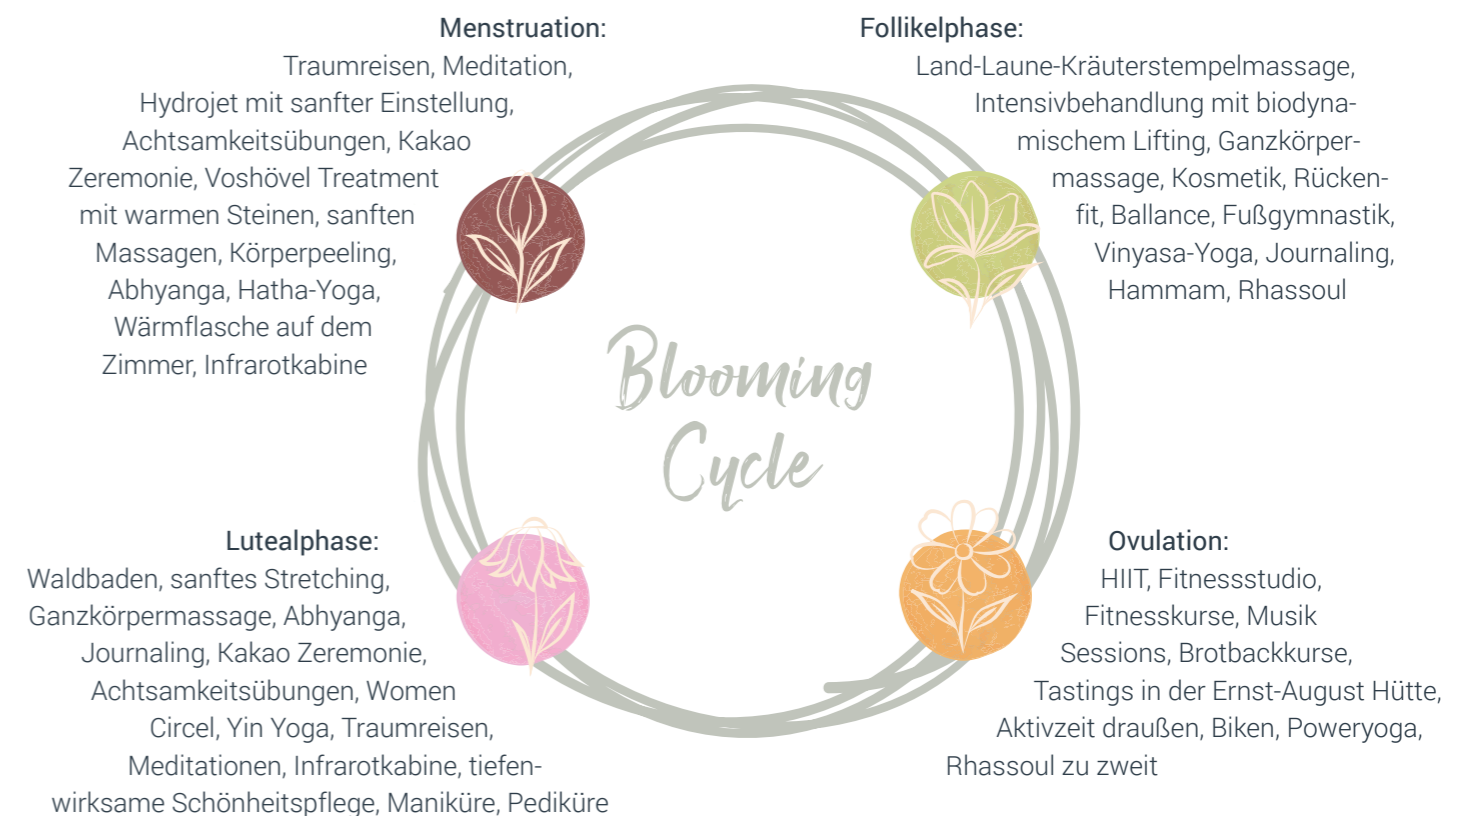 Menstruation:
Traumreisen, Meditation,
Hydrojet mit sanfter Einstellung,
Achtsamkeitsübungen, Kakao
Zeremonie, Voshövel Treatment
mit warmen Steinen, sanften
Massagen, Körperpeeling,
Abhyanga, Hatha-Yoga,
Wärmflasche auf dem
Zimmer, Infrarotkabine
Follikelphase:
Land-Laune-Kräuterstempelmassage,
Intensivbehandlung mit biodyna-
mischem Lifting, Ganzkörper-
massage, Kosmetik, Rücken-
fit, Ballance, Fußgymnastik,
Vinyasa-Yoga, Journaling,
Hammam, Rhassoul
Blooming
Cycle
Lutealphase:
Waldbaden, sanftes Stretching,
Ganzkörpermassage, Abhyanga,
Journaling, Kakao Zeremonie,
Achtsamkeitsübungen, Women
Circel, Yin Yoga, Traumreisen,
Meditationen, Infrarotkabine, tiefen-
wirksame Schönheitspflege, Maniküre, Pediküre
Ovulation:
HIIT, Fitnessstudio,
Fitnesskurse, Musik
Sessions, Brotbackkurse,
Tastings in der Ernst-August Hütte,
Aktivzeit draußen, Biken, Poweryoga,
Rhassoul zu zweit